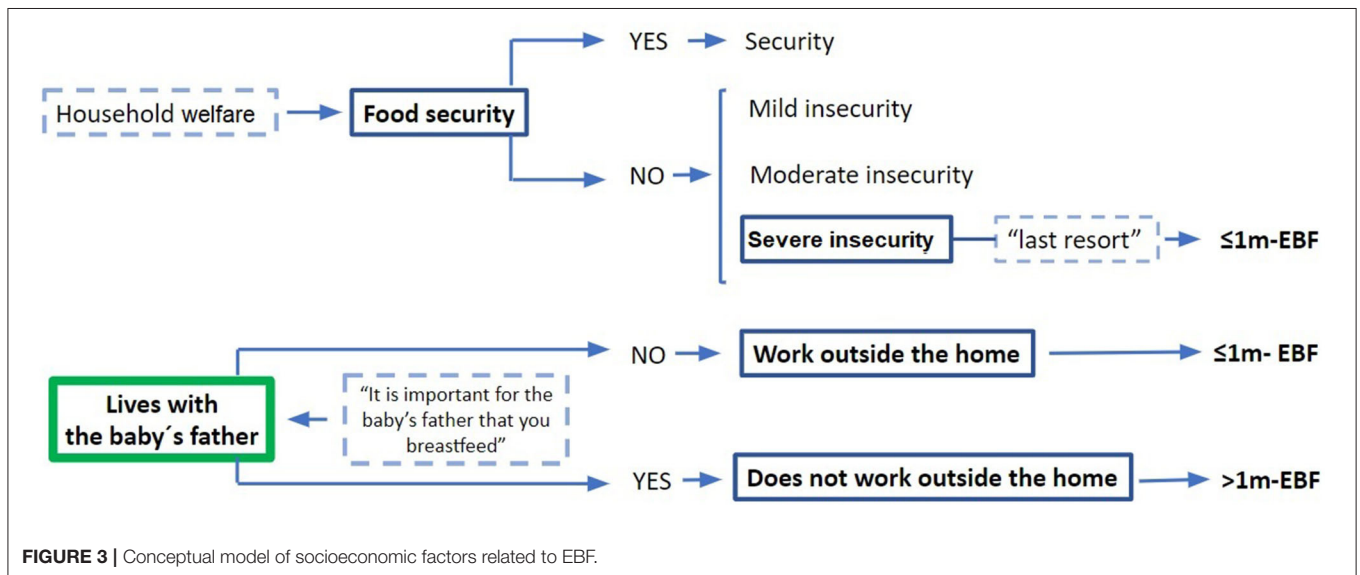 YES
Security
Household welfare
Food security
Mild insecurity
NO
Moderate insecurity
Severe insecurity
“last resort”
≤1m-EBF
NO
Work outside the home
≤1m- EBF
Lives with
the baby´s father
“It is important for the
baby’s father that you
breastfeed”
YES
Does not work outside the home
>1m-EBF
FIGURE 3 | Conceptual model of socioeconomic factors related to EBF.